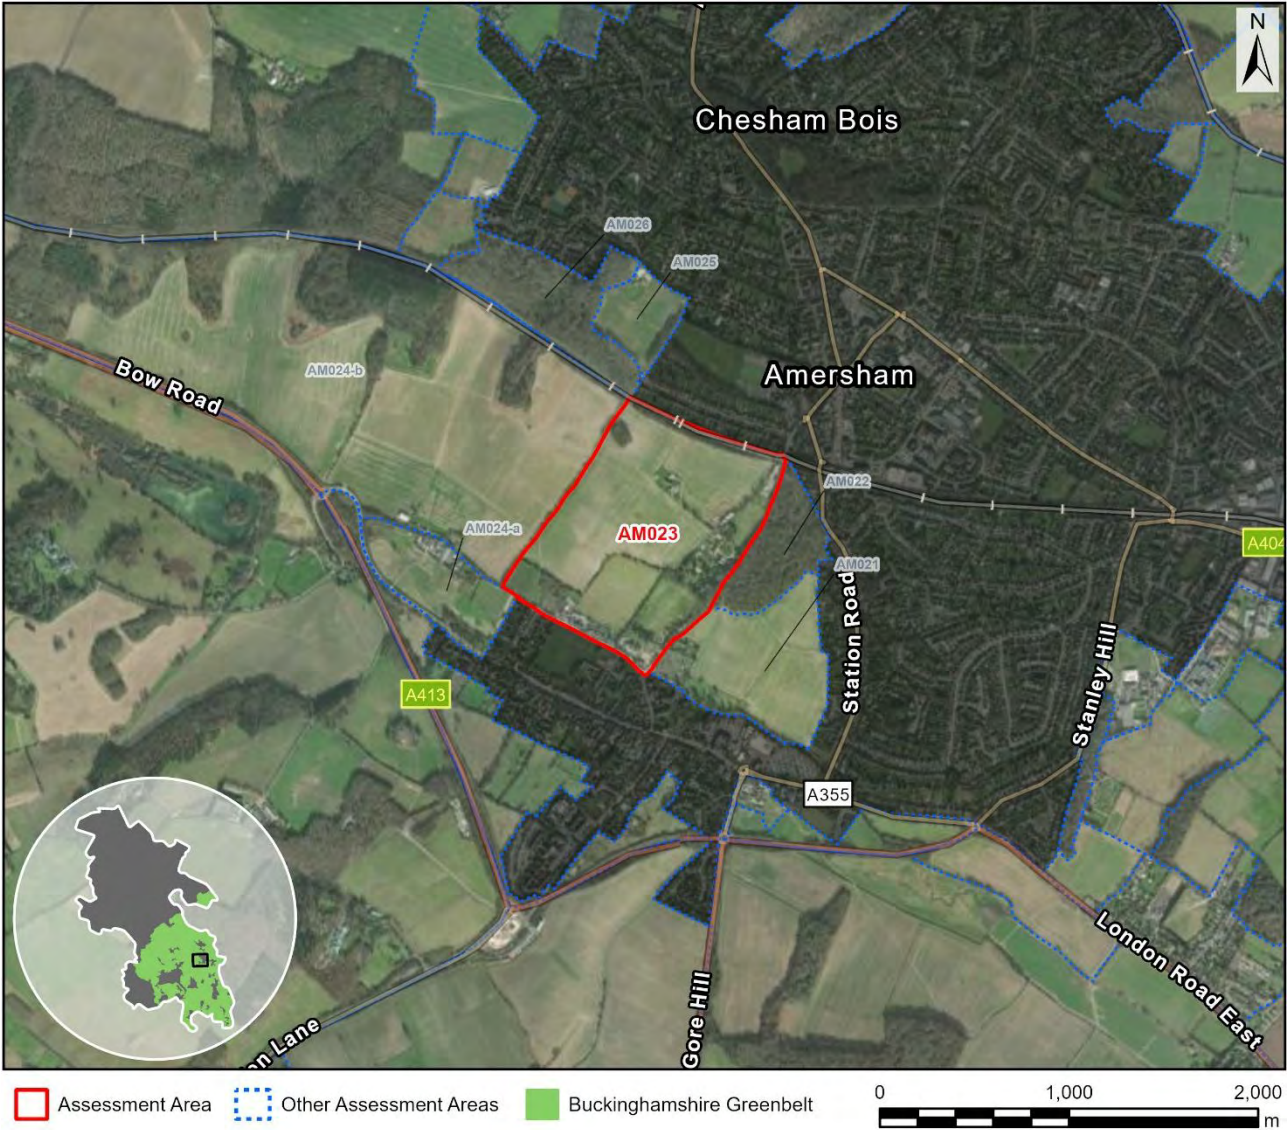 N
Chesham Bois
AM026
AM025
Bow Road
AM024-b
Amersham
AM022
AM024-a
AM023
A404
AM021
Station Road
Stanley Hill
A413
A355
London Road East
Gore Hill
en Lane
Assessment Area
Other Assessment Areas
Buckinghamshire Greenbelt
0 1,000 2,000
m